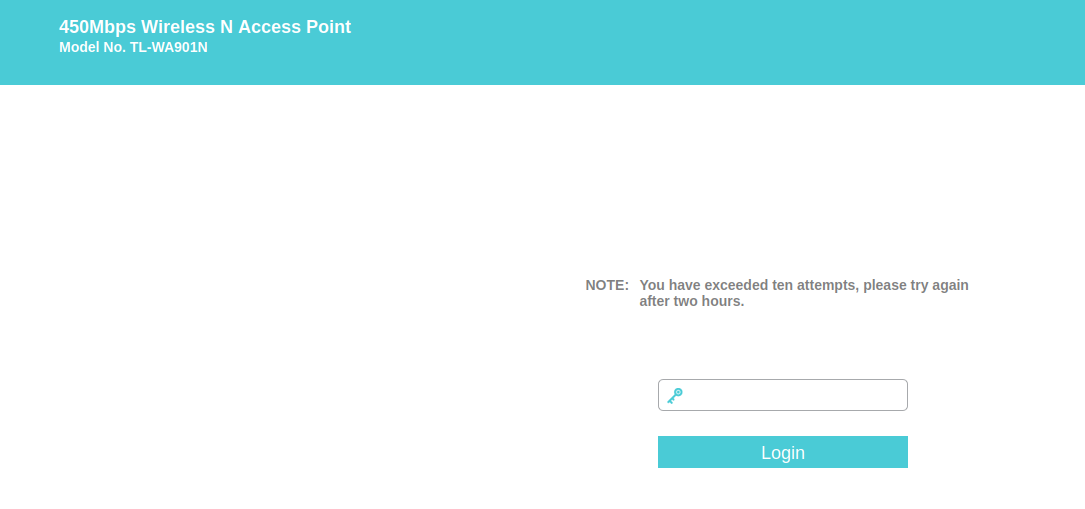 450Mbps Wireless N Access Point
Model No. TL-WA901N
NOTE: You have exceeded ten attempts, please try again
after two hours.
Login